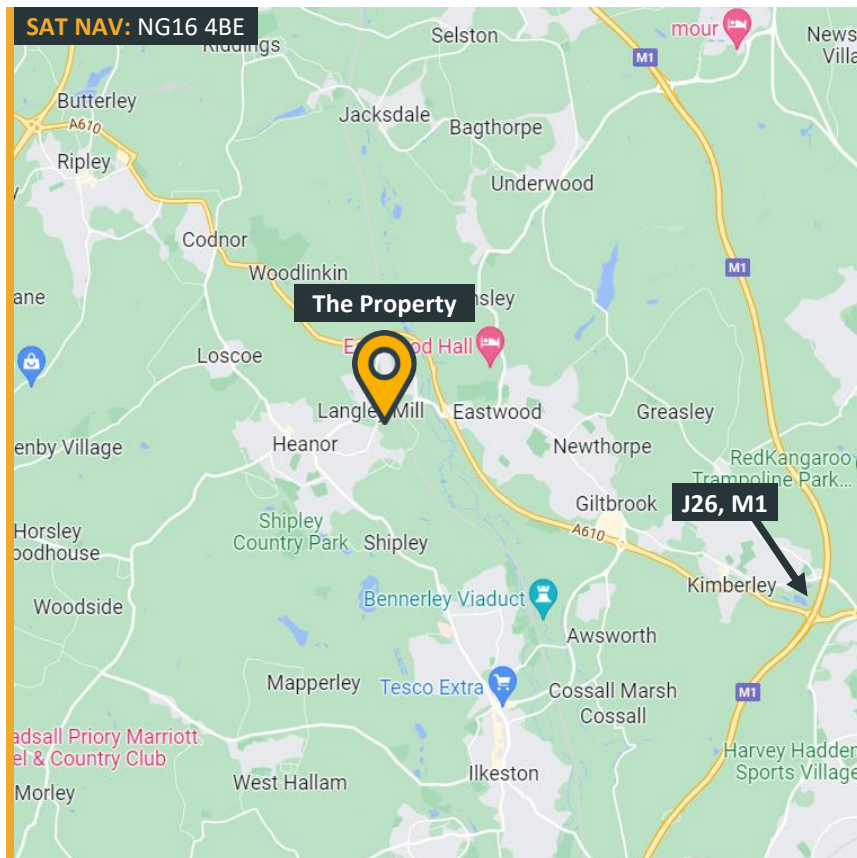 SAT NAV: NG16 4BE
Riddings
Selston
mour
News
Villa
M1
Butterley
A610
Jacksdale
Bagthorpe
Ripley
Underwood
Codnor
M1
Woodlinkin
ane
The Property
nsley
Ea
od Hall
Loscoe
Langley Mill
Eastwood
Greasley
Heanor
enby Village
Newthorpe
RedKangaroo
Trampoline Park...
Giltbrook
J26, M1
Horsley
oodhouse
Shipley
Country Park
Shipley
A610
Kimberley
Woodside
Bennerley Viaduct
Awsworth
Mapperley
Tesco Extra
Cossall Marsh
M1
Cossall
adsall Priory Marriott
el & Country Club
Harvey Hadden
Sports Village
West Hallam
Ilkeston
Morley